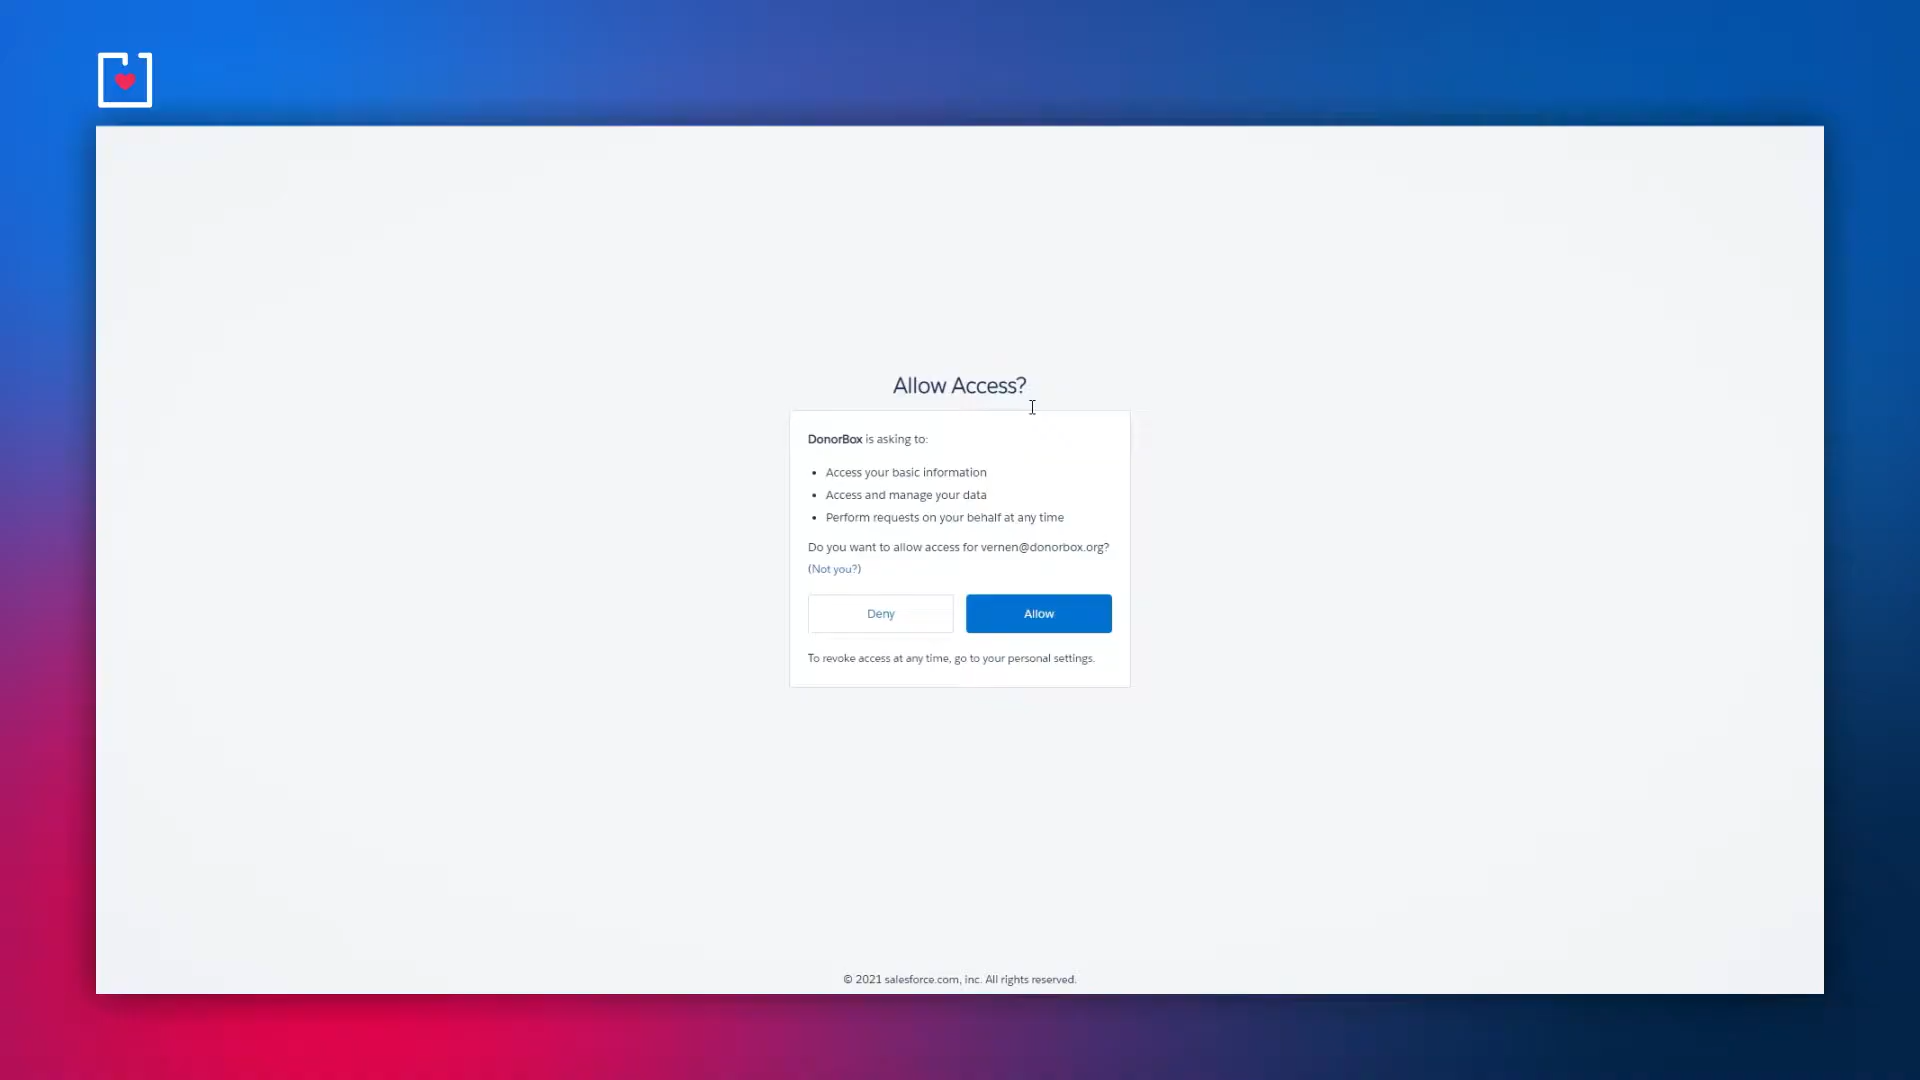 Allow Access?
DonorBox is asking to:
• Access your basic information
• Access and manage your data
• Perform requests on your behalf at any time
Do you want to allow access for vernen@donorbox.org?
(Not you?)
Deny
Allow
To revoke access at any time, go to your personal settings.
© 2021 salesforce.com, inc. All rights reserved.